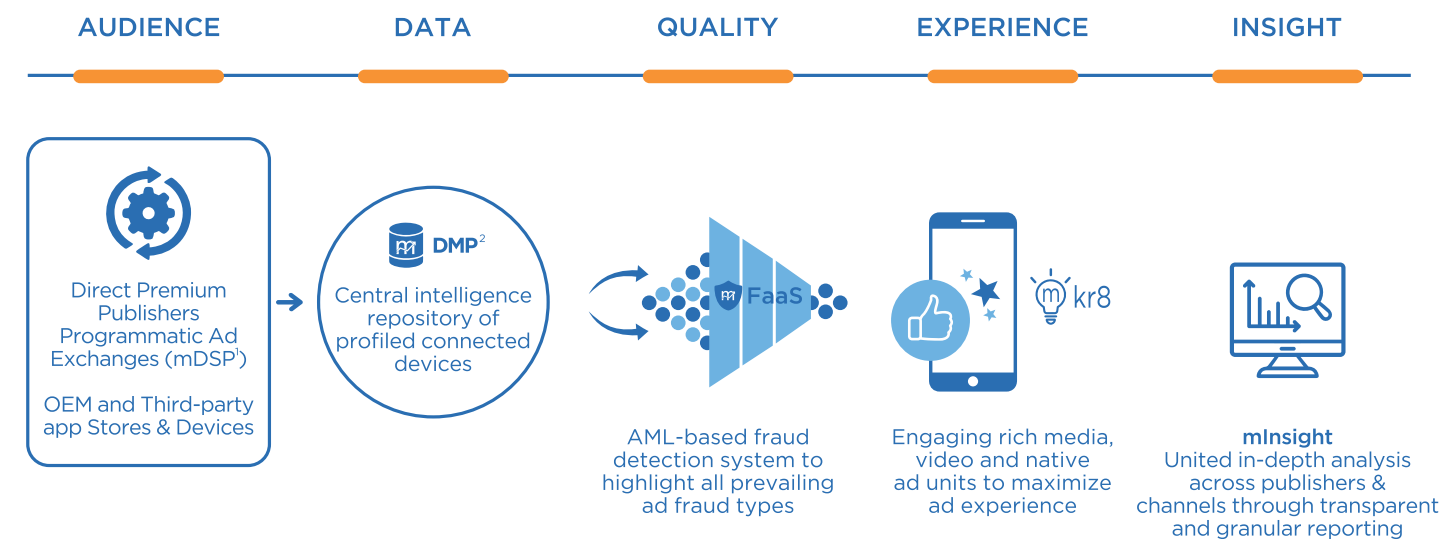 AUDIENCE
DATA
QUALITY
EXPERIENCE
INSIGHT
Direct Premium
Publishers
Programmatic Ad
Exchanges (mDSP¹)
OEM and Third-party
app Stores & Devices
m DMP²
Central intelligence
repository of
profiled connected
devices
m FaaS
AML-based fraud
detection system to
highlight all prevailing
ad fraud types
m kr8
Engaging rich media,
video and native
ad units to maximize
ad experience
mInsight
United in-depth analysis
across publishers &
channels through transparent
and granular reporting